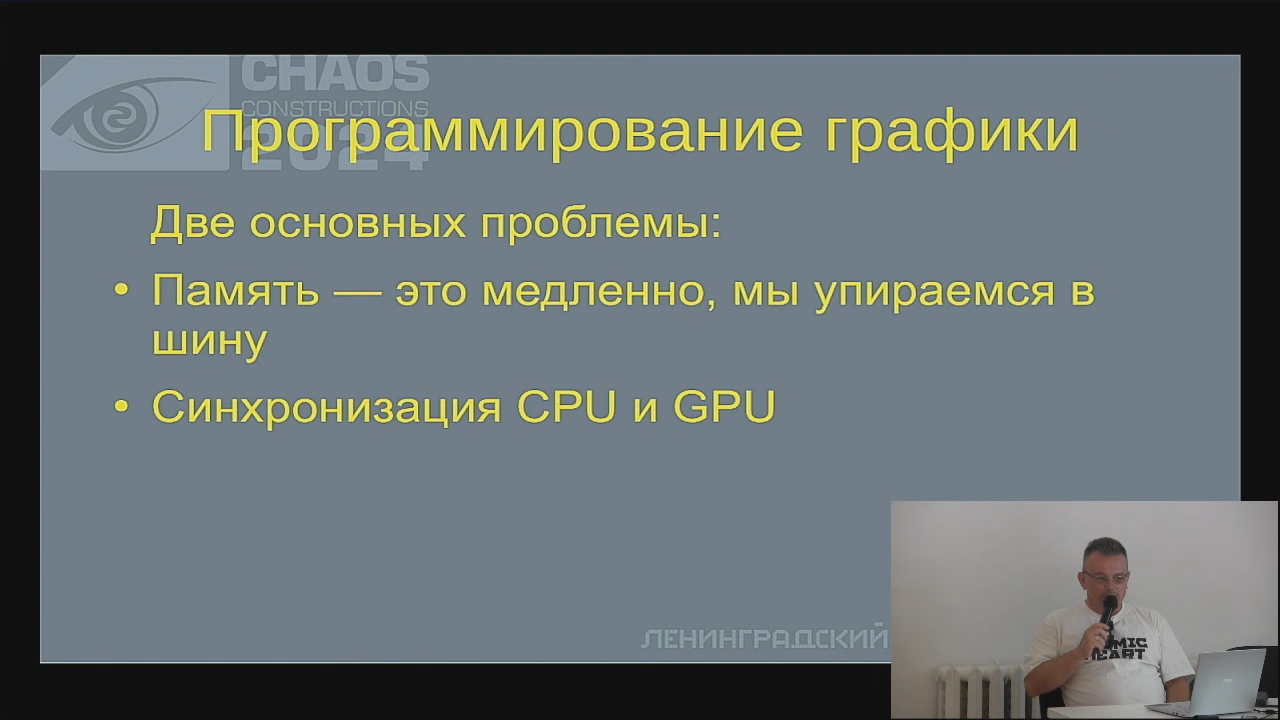 CHAOS
CONSTRUCTIONS
2024
Программирование графики
Две основных проблемы:
• Память — это медленно, мы упираемся в
шину
• Синхронизация CPU и GPU
ЛЕНИНГРАДСКИЙ